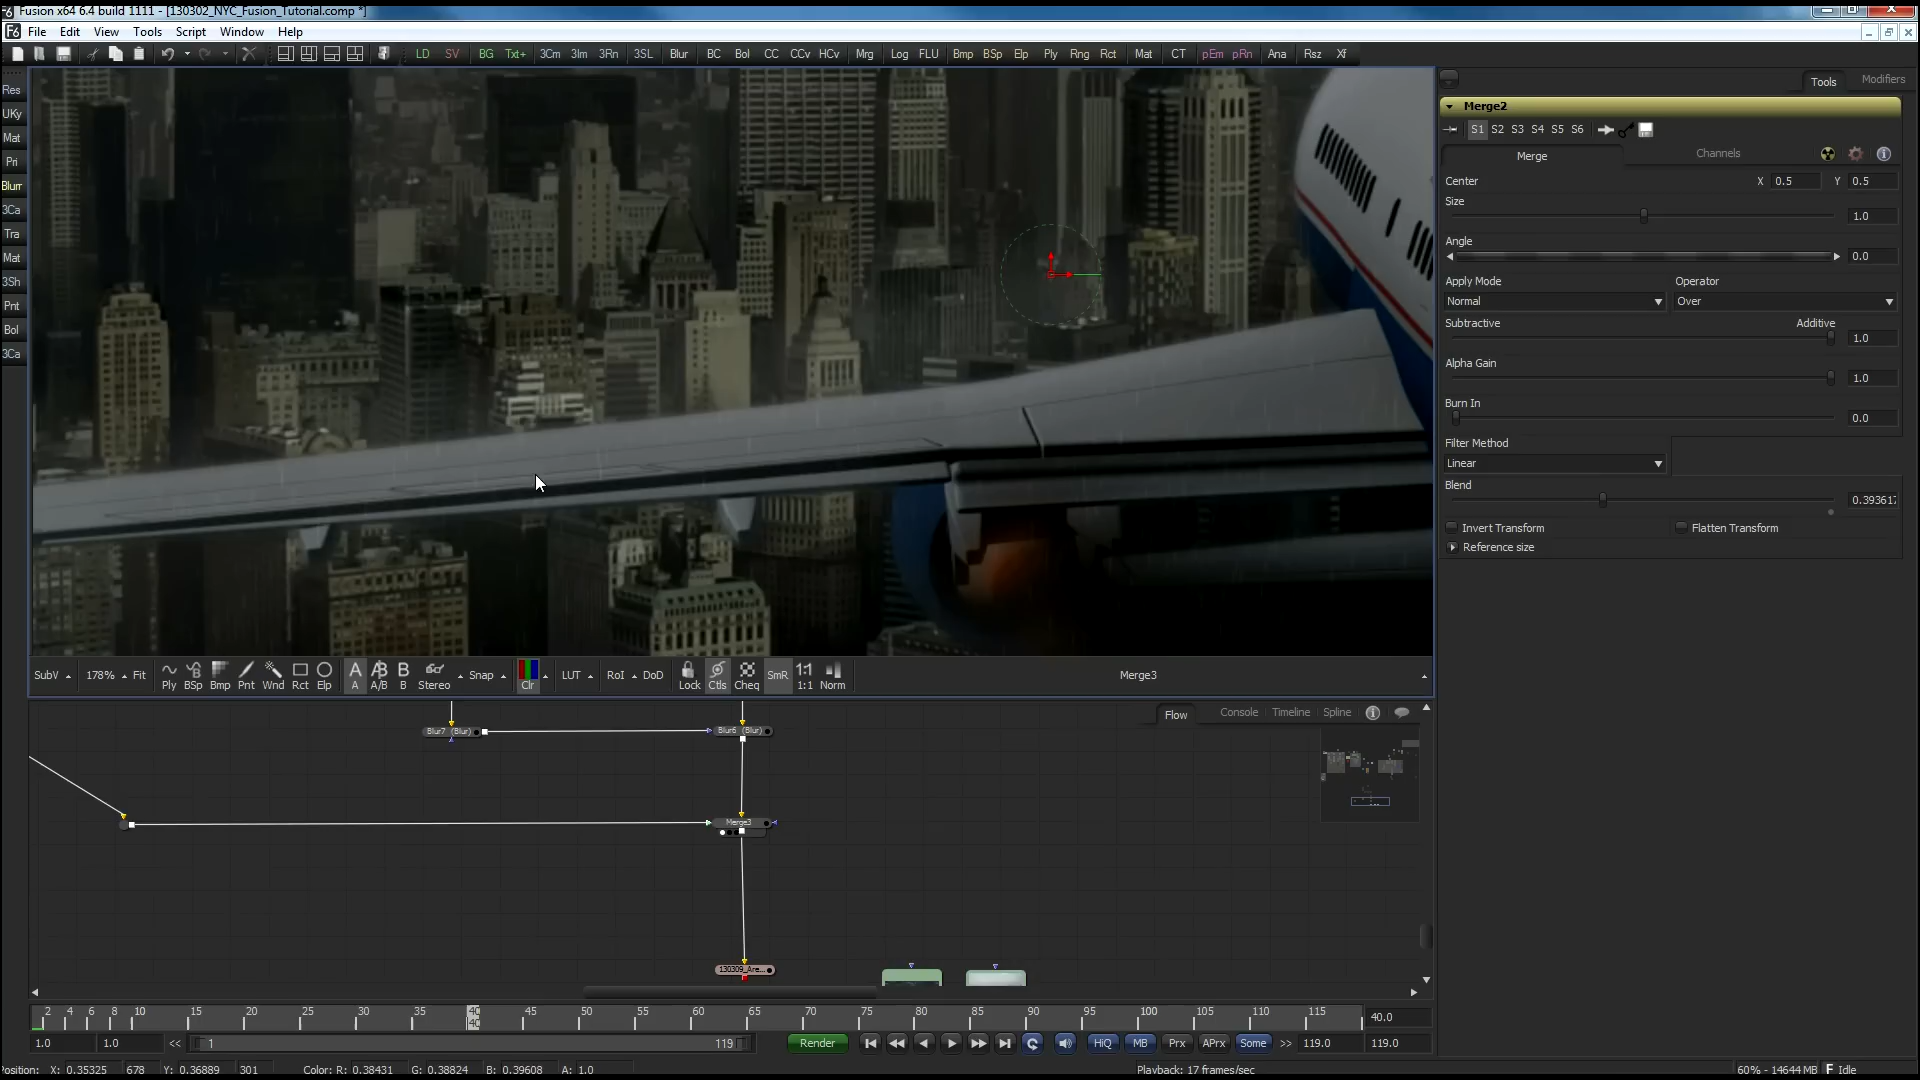 Fusion x64 6.4 build 1111 - [130302_NYC_Fusion_Tutorial.comp *]
File Edit View Tools Script Window Help
LD SV BG Txt+ 3Cm 3Im 3Rn 3SL Blur BC Bol CC CCv HCv Mrg Log FLU Bmp BSp Elp Ply Rng Rct Mat CT pEm pRn Ana Rsz Xf
Res
UKy
Mat
Pri
Blurr
3Ca
Tra
Mat
3Sh
Pnt
Bol
3Ca
Tools Modifiers
Merge2
S1 S2 S3 S4 S5 S6
Merge Channels
Center X 0.5 Y 0.5
Size
1.0
Angle
0.0
Apply Mode Operator
Normal Over
Subtractive Additive
1.0
Alpha Gain
1.0
Burn In
0.0
Filter Method
Linear
Blend
0.393617
Invert Transform Flatten Transform
Reference size
SubV 178% Fit Ply BSp Bmp Pnt Wnd Rct Elp A A A/B A/B B B Stereo Snap Clr LUT RoI DoD Lock Ctls Cheq SmR 1:1 1:1 Norm Merge3
Flow Console Timeline Spline
Blur7 (Blur) Blur6 (Blur)
Merge3
130309_Are...
2 4 6 8 10 15 20 25 30 35 40 45 50 55 60 65 70 75 80 85 90 95 100 105 110 115
40
40.0
1.0 1.0 << 1 119 Render HiQ MB Prx APrx Some >> 119.0 119.0
Position: X: 0.35325 678 Y: 0.36889 301 Color: R: 0.38431 G: 0.38824 B: 0.39608 A: 1.0 Playback: 17 frames/sec 60% - 14644 MB F Idle